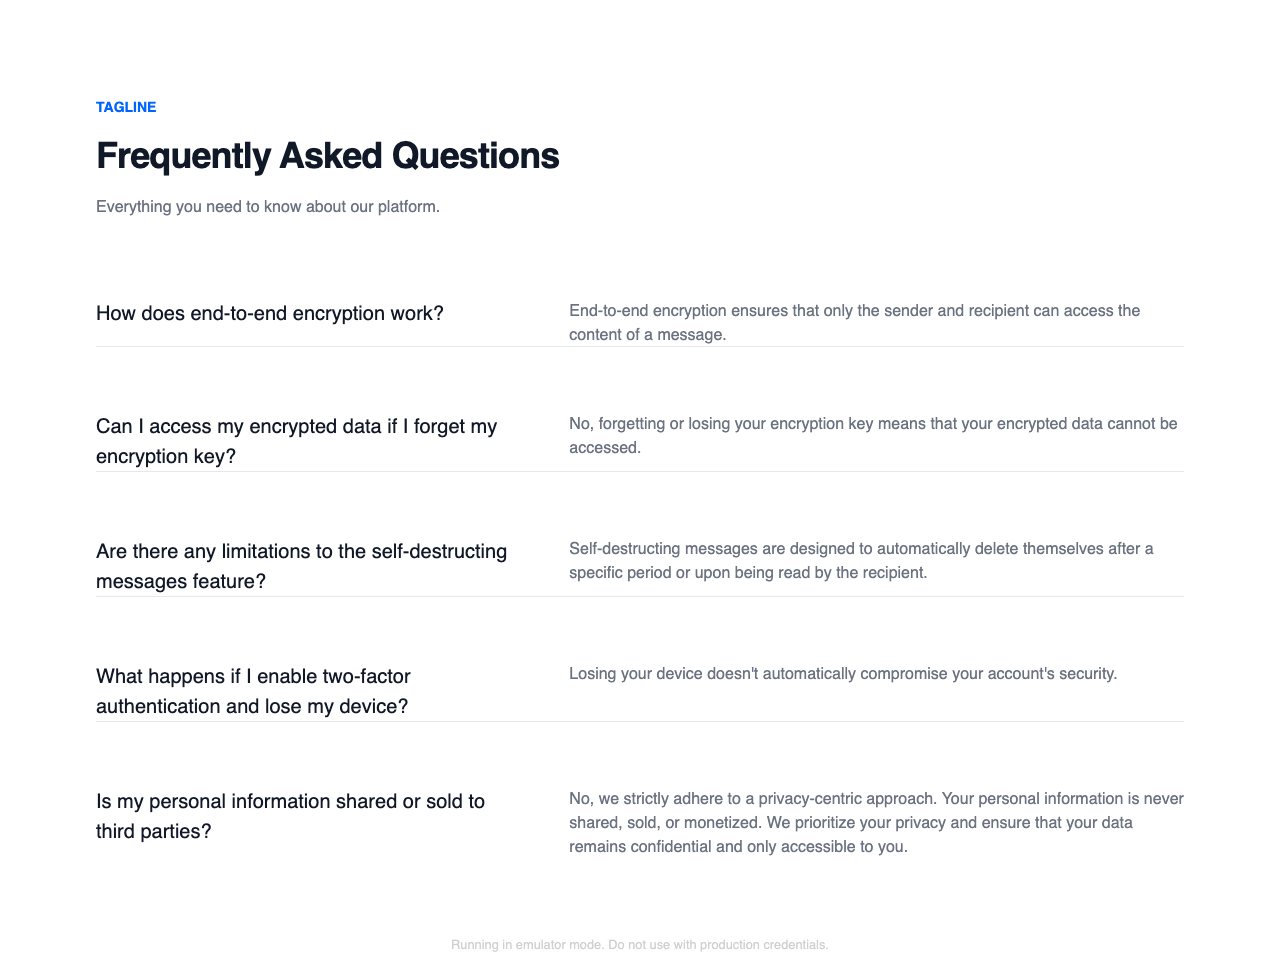 TAGLINE
Frequently Asked Questions
Everything you need to know about our platform.
How does end-to-end encryption work?
End-to-end encryption ensures that only the sender and recipient can access the
content of a message.
Can I access my encrypted data if I forget my
encryption key?
No, forgetting or losing your encryption key means that your encrypted data cannot be
accessed.
Are there any limitations to the self-destructing
messages feature?
Self-destructing messages are designed to automatically delete themselves after a
specific period or upon being read by the recipient.
What happens if I enable two-factor
authentication and lose my device?
Losing your device doesn't automatically compromise your account's security.
Is my personal information shared or sold to
third parties?
No, we strictly adhere to a privacy-centric approach. Your personal information is never
shared, sold, or monetized. We prioritize your privacy and ensure that your data
remains confidential and only accessible to you.
Running in emulator mode. Do not use with production credentials.